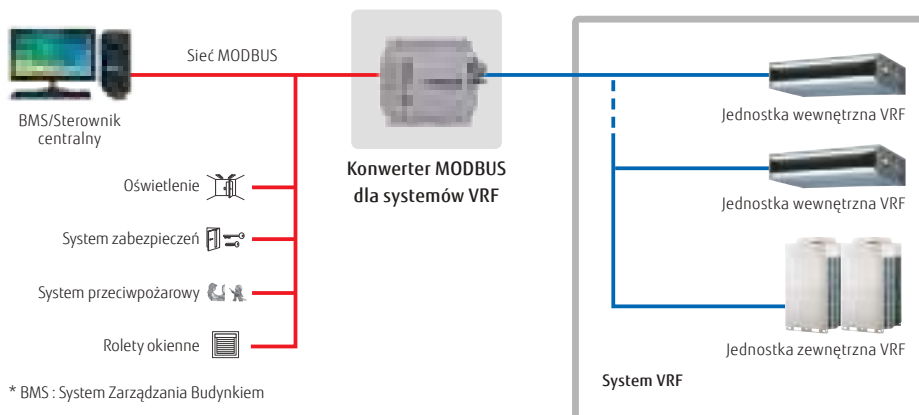 Sieć MODBUS
BMS/Sterownik
centralny
Konwerter MODBUS
dla systemów VRF
Oświetlenie
System zabezpieczeń
System przeciwpożarowy
Rolety okienne
* BMS : System Zarządzania Budynkiem
Jednostka wewnętrzna VRF
Jednostka wewnętrzna VRF
Jednostka zewnętrzna VRF
System VRF